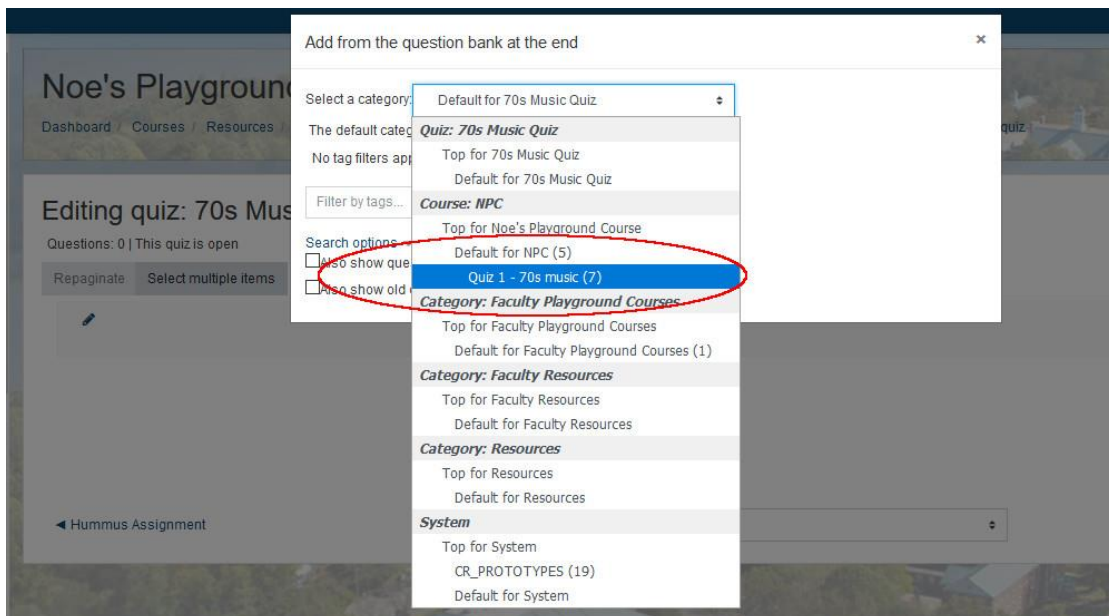 Add from the question bank at the end
×
Noe's Playground
Dashboard / Courses / Resources /
quiz
Select a category:
Default for 70s Music Quiz
The default categ
No tag filters app
Filter by tags...
Search options
Also show que
Also show old
Quiz: 70s Music Quiz
Top for 70s Music Quiz
Default for 70s Music Quiz
Course: NPC
Top for Noe's Playground Course
Default for NPC (5)
Quiz 1 - 70s music (7)
Category: Faculty Playground Courses
Top for Faculty Playground Courses
Default for Faculty Playground Courses (1)
Category: Faculty Resources
Top for Faculty Resources
Default for Faculty Resources
Category: Resources
Top for Resources
Default for Resources
System
Top for System
CR_PROTOTYPES (19)
Default for System
Editing quiz: 70s Mus
Questions: 0 | This quiz is open
Repaginate
Select multiple items
◄ Hummus Assignment